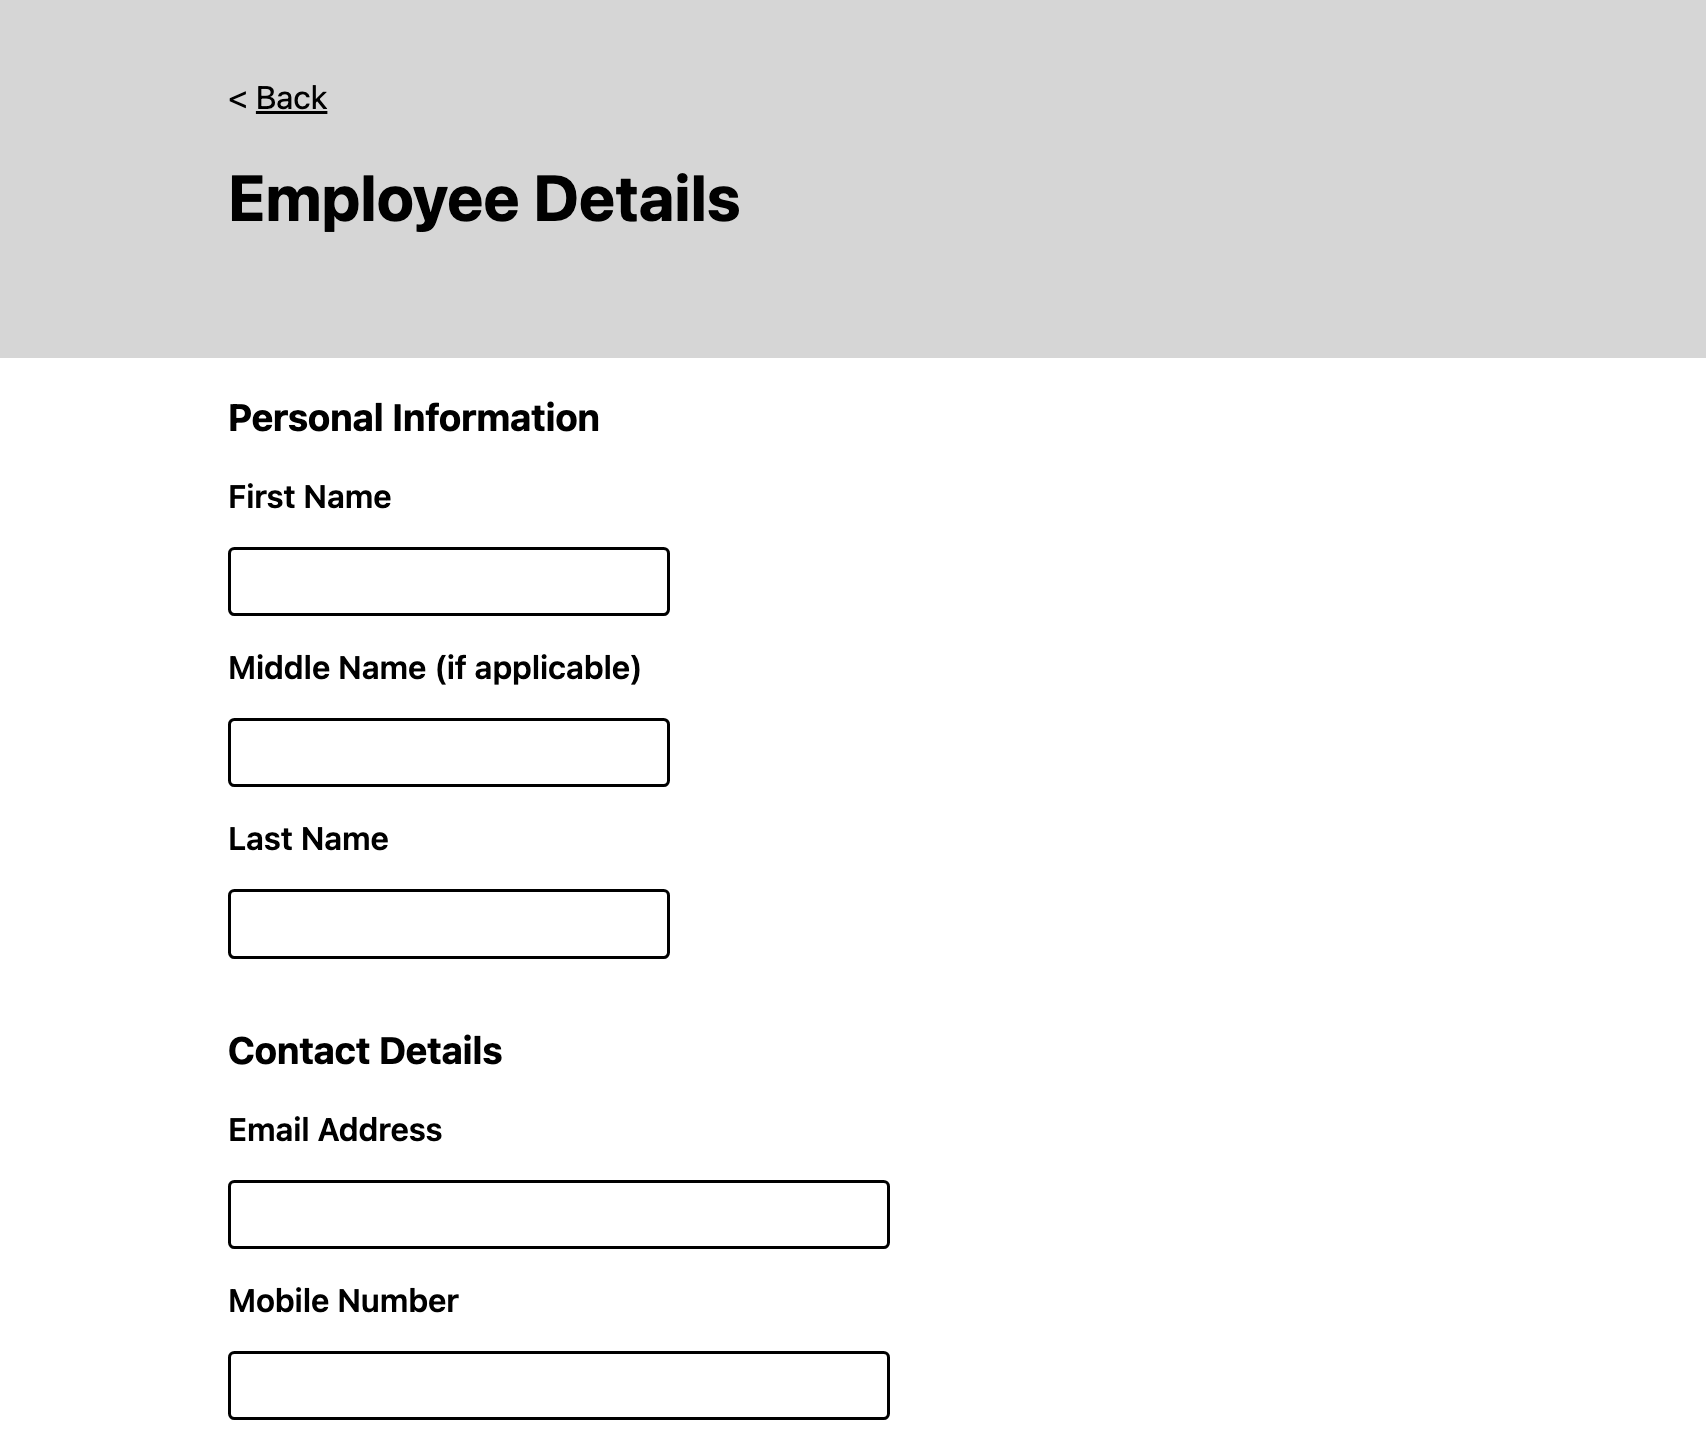 < Back
Employee Details
Personal Information
First Name
Middle Name (if applicable)
Last Name
Contact Details
Email Address
Mobile Number